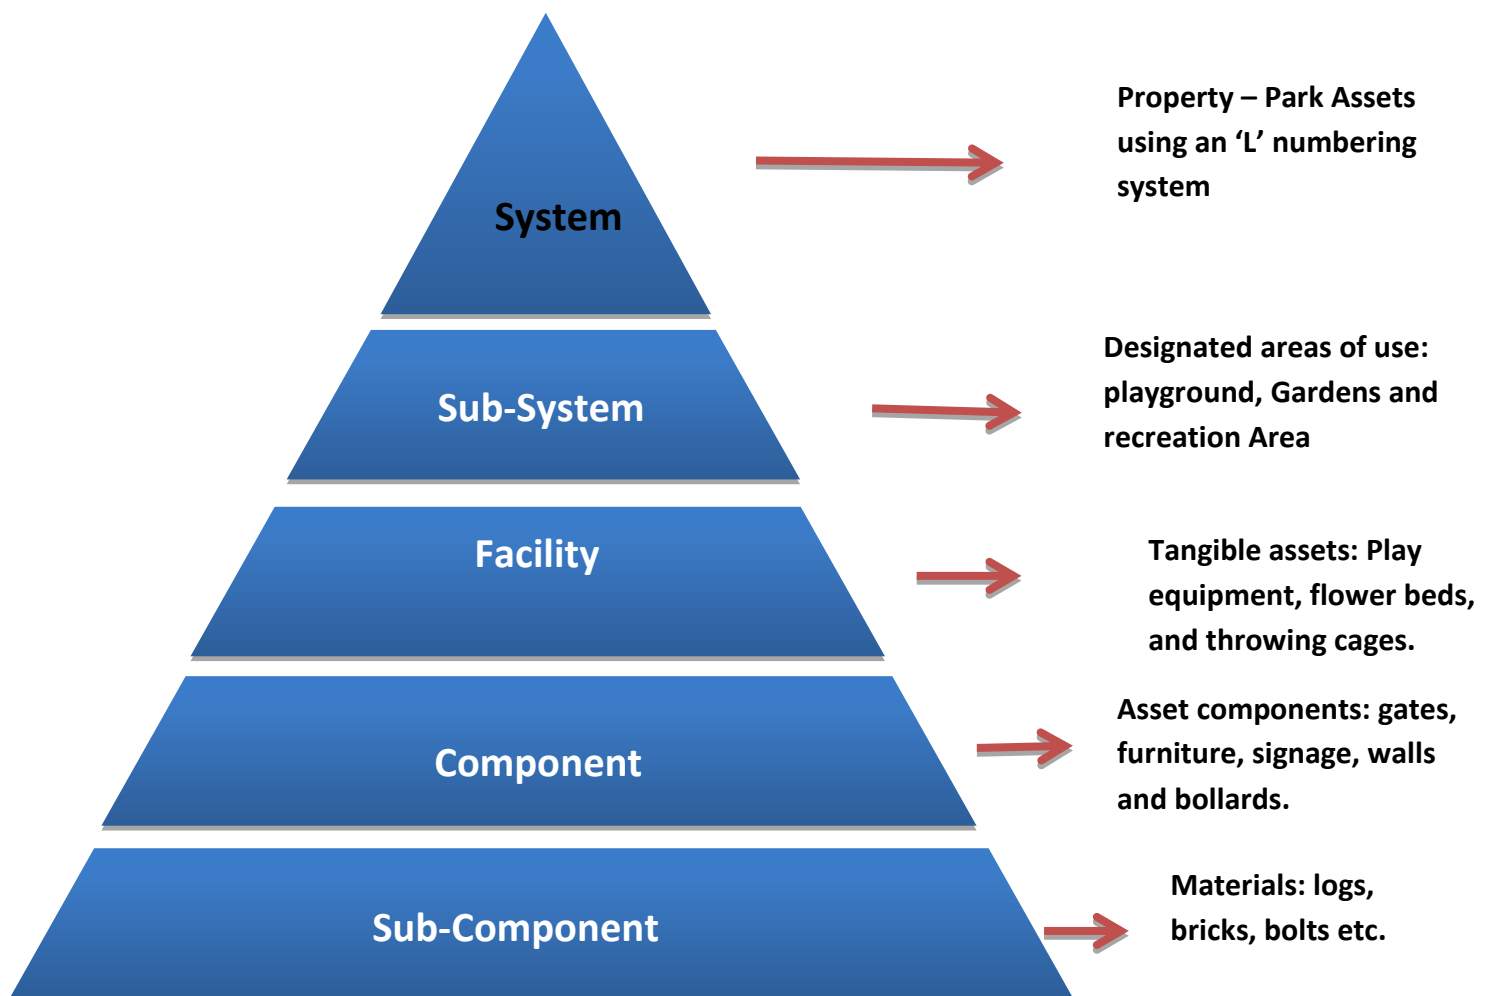 System
Property – Park Assets
using an ‘L’ numbering
system
Sub-System
Designated areas of use:
playground, Gardens and
recreation Area
Facility
Tangible assets: Play
equipment, flower beds,
and throwing cages.
Component
Asset components: gates,
furniture, signage, walls
and bollards.
Sub-Component
Materials: logs,
bricks, bolts etc.